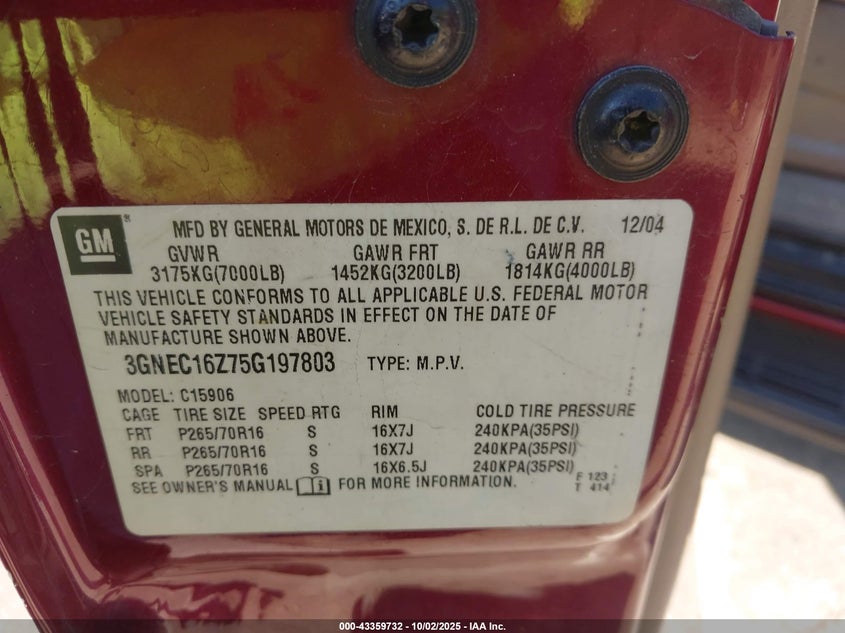 GM
MFD BY GENERAL MOTORS DE MEXICO, S. DE R.L. DE C.V. 12/04
GVWR GAWR FRT GAWR RR
3175KG(7000LB) 1452KG(3200LB) 1814KG(4000LB)
THIS VEHICLE CONFORMS TO ALL APPLICABLE U.S. FEDERAL MOTOR
VEHICLE SAFETY STANDARDS IN EFFECT ON THE DATE OF
MANUFACTURE SHOWN ABOVE.
3GNEC16Z75G197803 TYPE: M.P.V.
MODEL: C15906
CAGE TIRE SIZE SPEED RTG RIM COLD TIRE PRESSURE
FRT P265/70R16 S 16X7J 240KPA(35PSI)
RR P265/70R16 S 16X7J 240KPA(35PSI)
SPA P265/70R16 S 16X6.5J 240KPA(35PSI)
SEE OWNER'S MANUAL i FOR MORE INFORMATION.
F 123
T 414
000-43359732 - 10/02/2025 - IAA Inc.